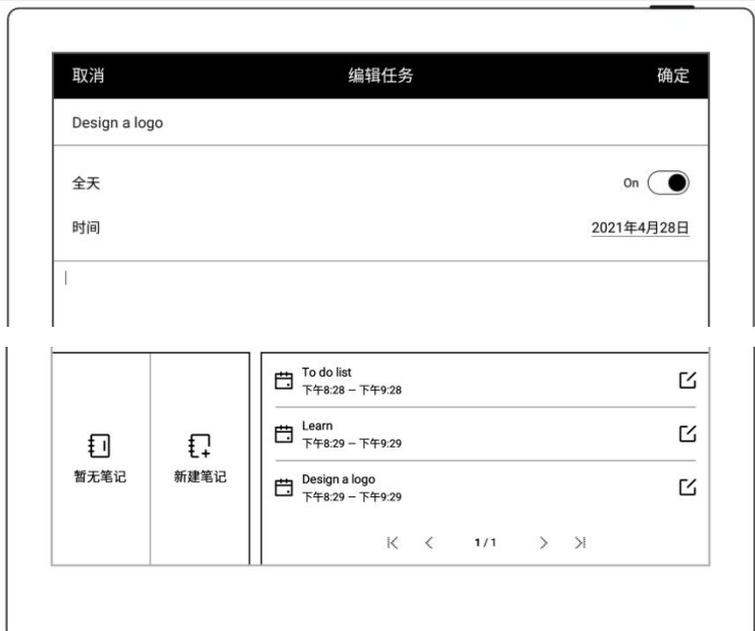 取消 编辑任务 确定
Design a logo
全天 On
时间 2021年4月28日
To do list
下午8:28 – 下午9:28
Learn
下午8:29 – 下午9:29
Design a logo
下午8:29 – 下午9:29
暂无笔记 新建笔记
1 / 1